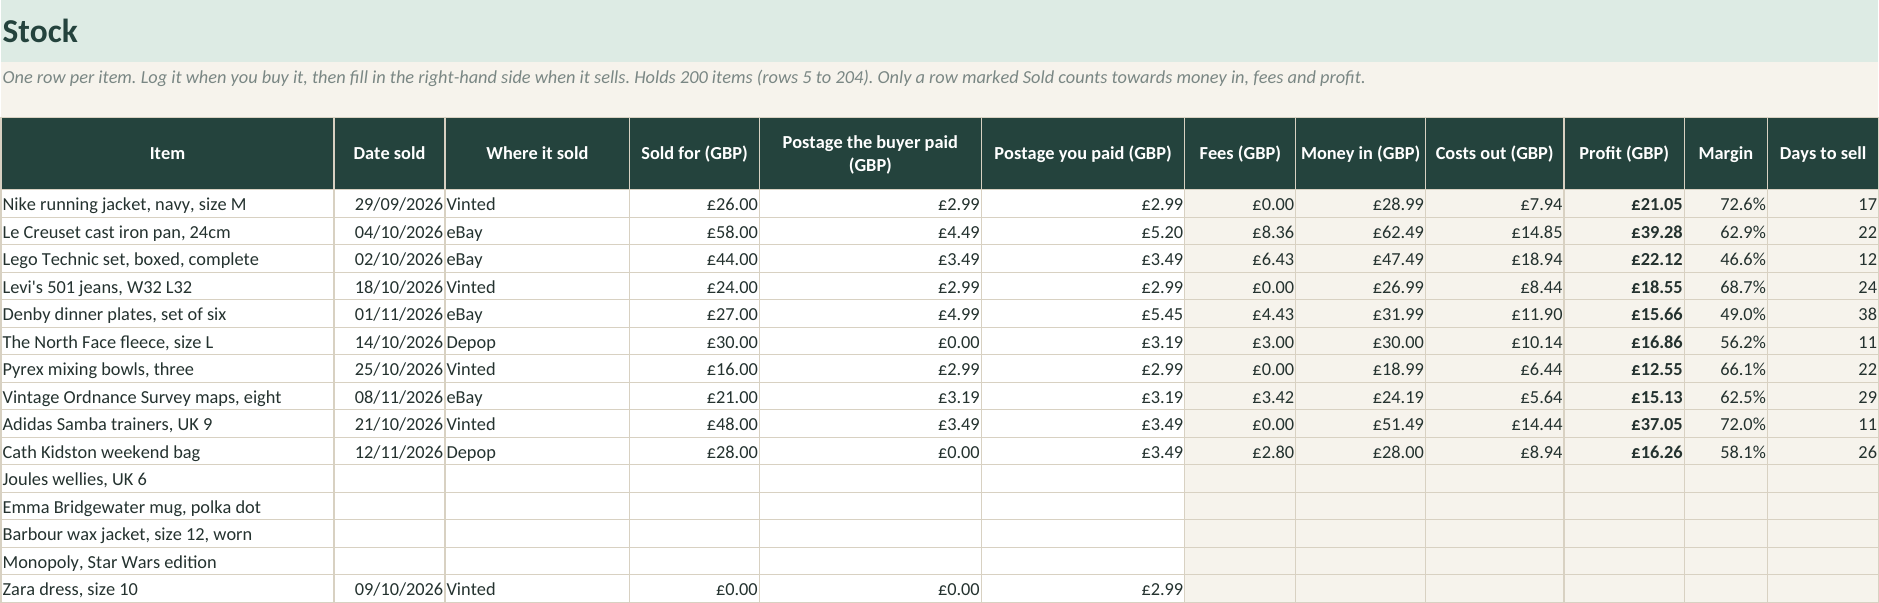 Stock
One row per item. Log it when you buy it, then fill in the right-hand side when it sells. Holds 200 items (rows 5 to 204). Only a row marked Sold counts towards money in, fees and profit.
Item Date sold Where it sold Sold for (GBP) Postage the buyer paid (GBP) Postage you paid (GBP) Fees (GBP) Money in (GBP) Costs out (GBP) Profit (GBP) Margin Days to sell
Nike running jacket, navy, size M 29/09/2026 Vinted £26.00 £2.99 £2.99 £0.00 £28.99 £7.94 £21.05 72.6% 17
Le Creuset cast iron pan, 24cm 04/10/2026 eBay £58.00 £4.49 £5.20 £8.36 £62.49 £14.85 £39.28 62.9% 22
Lego Technic set, boxed, complete 02/10/2026 eBay £44.00 £3.49 £3.49 £6.43 £47.49 £18.94 £22.12 46.6% 12
Levi's 501 jeans, W32 L32 18/10/2026 Vinted £24.00 £2.99 £2.99 £0.00 £26.99 £8.44 £18.55 68.7% 24
Denby dinner plates, set of six 01/11/2026 eBay £27.00 £4.99 £5.45 £4.43 £31.99 £11.90 £15.66 49.0% 38
The North Face fleece, size L 14/10/2026 Depop £30.00 £0.00 £3.19 £3.00 £30.00 £10.14 £16.86 56.2% 11
Pyrex mixing bowls, three 25/10/2026 Vinted £16.00 £2.99 £2.99 £0.00 £18.99 £6.44 £12.55 66.1% 22
Vintage Ordnance Survey maps, eight 08/11/2026 eBay £21.00 £3.19 £3.19 £3.42 £24.19 £5.64 £15.13 62.5% 29
Adidas Samba trainers, UK 9 21/10/2026 Vinted £48.00 £3.49 £3.49 £0.00 £51.49 £14.44 £37.05 72.0% 11
Cath Kidston weekend bag 12/11/2026 Depop £28.00 £0.00 £3.49 £2.80 £28.00 £8.94 £16.26 58.1% 26
Joules wellies, UK 6
Emma Bridgewater mug, polka dot
Barbour wax jacket, size 12, worn
Monopoly, Star Wars edition
Zara dress, size 10 09/10/2026 Vinted £0.00 £0.00 £2.99